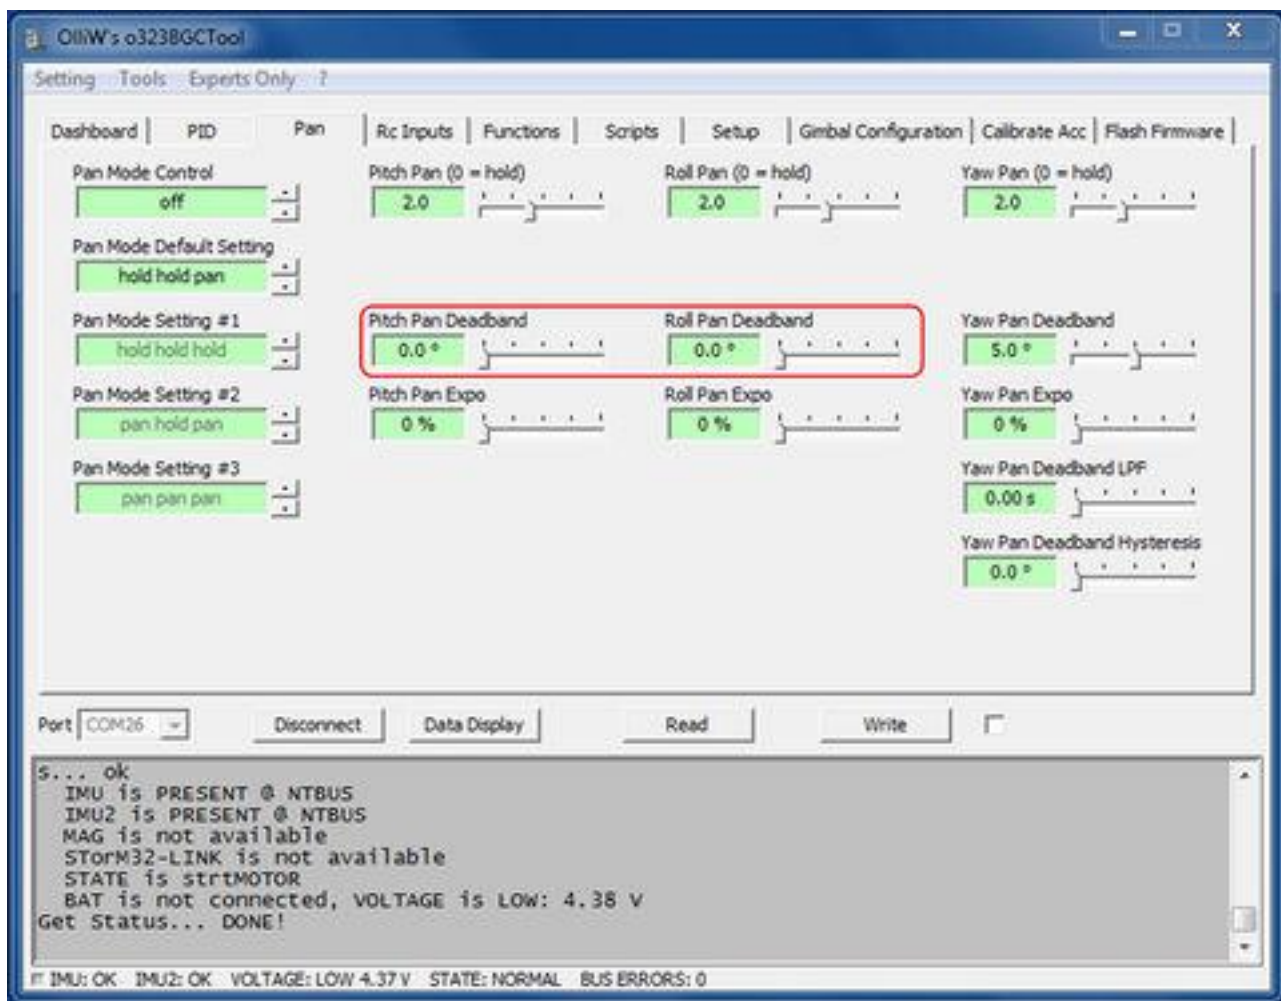 OlliW's o323BGCTool
Setting Tools Experts Only ?
Dashboard PID Pan Rc Inputs Functions Scripts Setup Gimbal Configuration Calibrate Acc Flash Firmware
Pan Mode Control Pitch Pan (0 = hold) Roll Pan (0 = hold) Yaw Pan (0 = hold)
off 2.0 2.0 2.0
Pan Mode Default Setting
hold hold pan
Pan Mode Setting #1 Pitch Pan Deadband Roll Pan Deadband Yaw Pan Deadband
hold hold hold 0.0 ° 0.0 ° 5.0 °
Pan Mode Setting #2 Pitch Pan Expo Roll Pan Expo Yaw Pan Expo
pan hold pan 0 % 0 % 0 %
Pan Mode Setting #3 Yaw Pan Deadband LPF
pan pan pan 0.00 s
Yaw Pan Deadband Hysteresis
0.0 °
Port COM26 Disconnect Data Display Read Write
s... ok
IMU is PRESENT @ NTBUS
IMU2 is PRESENT @ NTBUS
MAG is not available
STorM32-LINK is not available
STATE is strtMOTOR
BAT is not connected, VOLTAGE is LOW: 4.38 V
Get Status... DONE!
IMU: OK IMU2: OK VOLTAGE: LOW 4.37 V STATE: NORMAL BUS ERRORS: 0